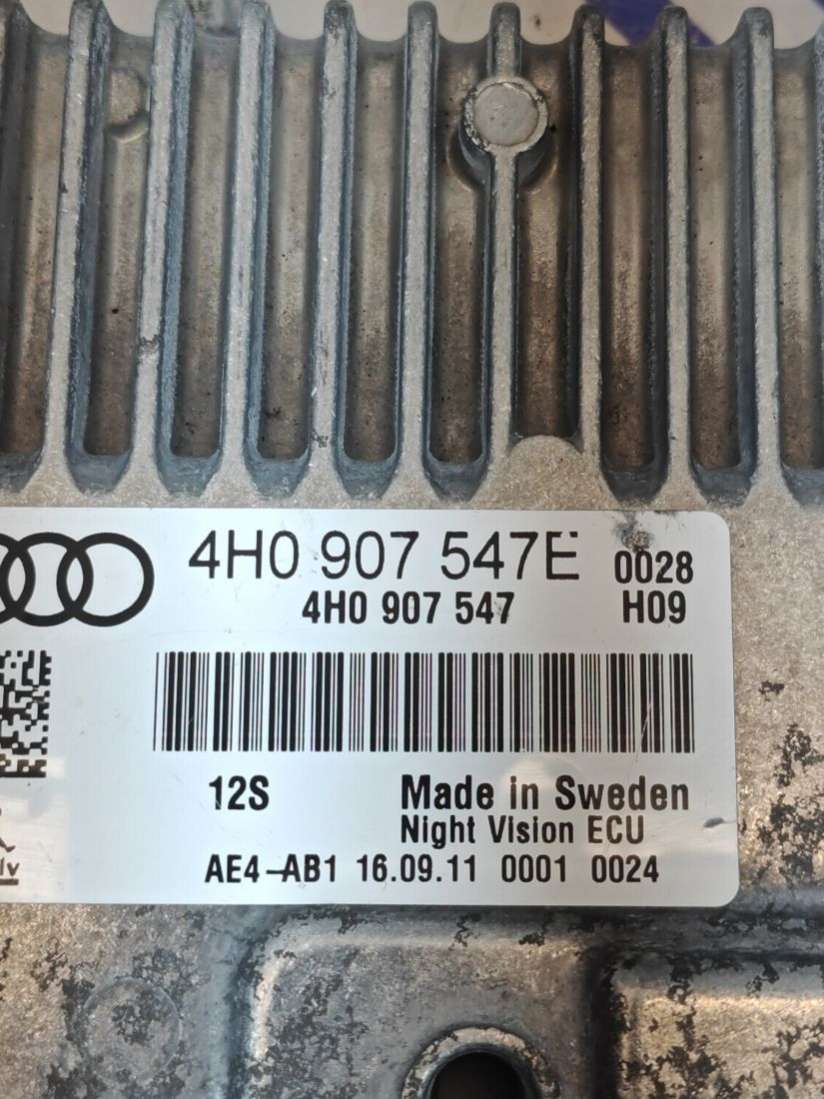 4H0 907 547E 0028
4H0 907 547 H09
12S Made in Sweden
Night Vision ECU
AE4-AB1 16.09.11 0001 0024